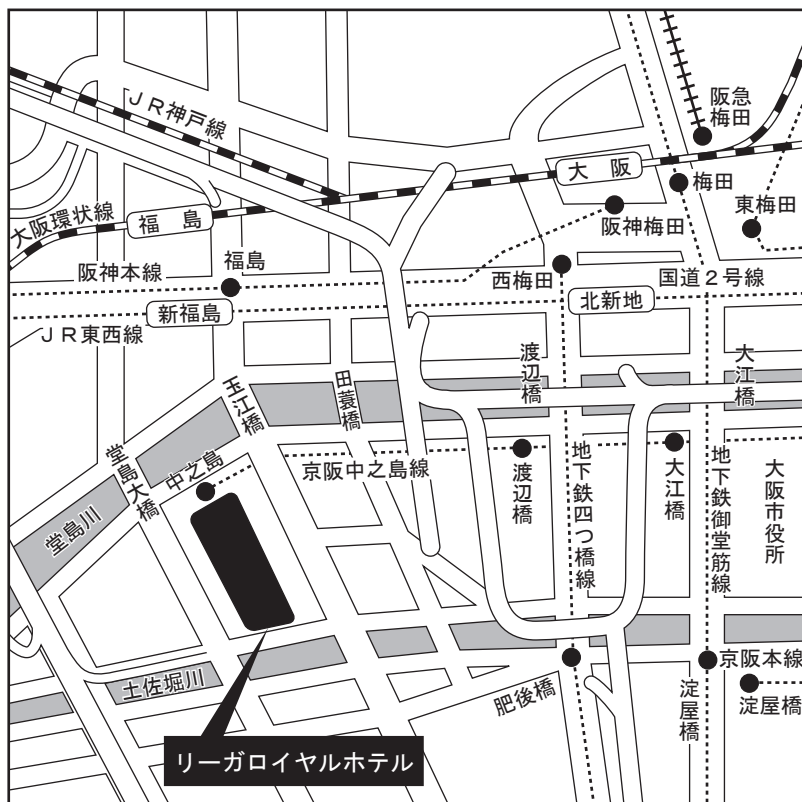 阪急
梅田
ＪＲ神戸線
大　阪
梅田
大阪環状線
福　島
阪神梅田
東梅田
阪神本線
福島
西梅田
国道２号線
新福島
北新地
ＪＲ東西線
渡辺橋
大江橋
玉江橋
田蓑橋
堂島大橋
中之島
京阪中之島線
渡辺橋
地下鉄四つ橋線
大江橋
地下鉄御堂筋線
大阪市役所
堂島川
土佐堀川
肥後橋
淀屋橋
京阪本線
淀屋橋
リーガロイヤルホテル